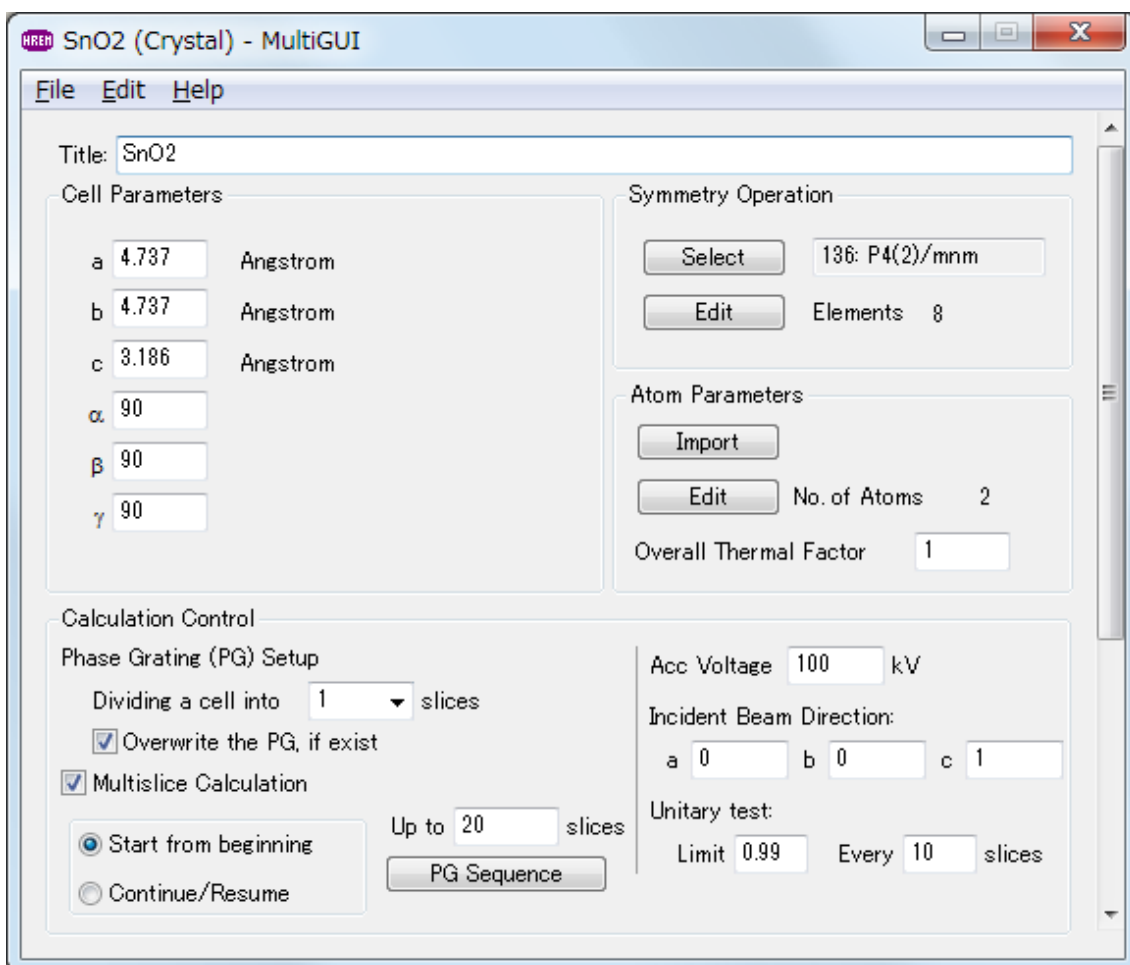 HREM SnO2 (Crystal) - MultiGUI
File Edit Help
Title: SnO2
Cell Parameters
a 4.737 Angstrom
b 4.737 Angstrom
c 3.186 Angstrom
α 90
β 90
γ 90
Symmetry Operation
Select 136: P4(2)/mnm
Edit Elements 8
Atom Parameters
Import
Edit No. of Atoms 2
Overall Thermal Factor 1
Calculation Control
Phase Grating (PG) Setup
Dividing a cell into 1 slices
Overwrite the PG, if exist
Multislice Calculation
Start from beginning
Continue/Resume
Up to 20 slices
PG Sequence
Acc Voltage 100 kV
Incident Beam Direction:
a 0 b 0 c 1
Unitary test:
Limit 0.99 Every 10 slices